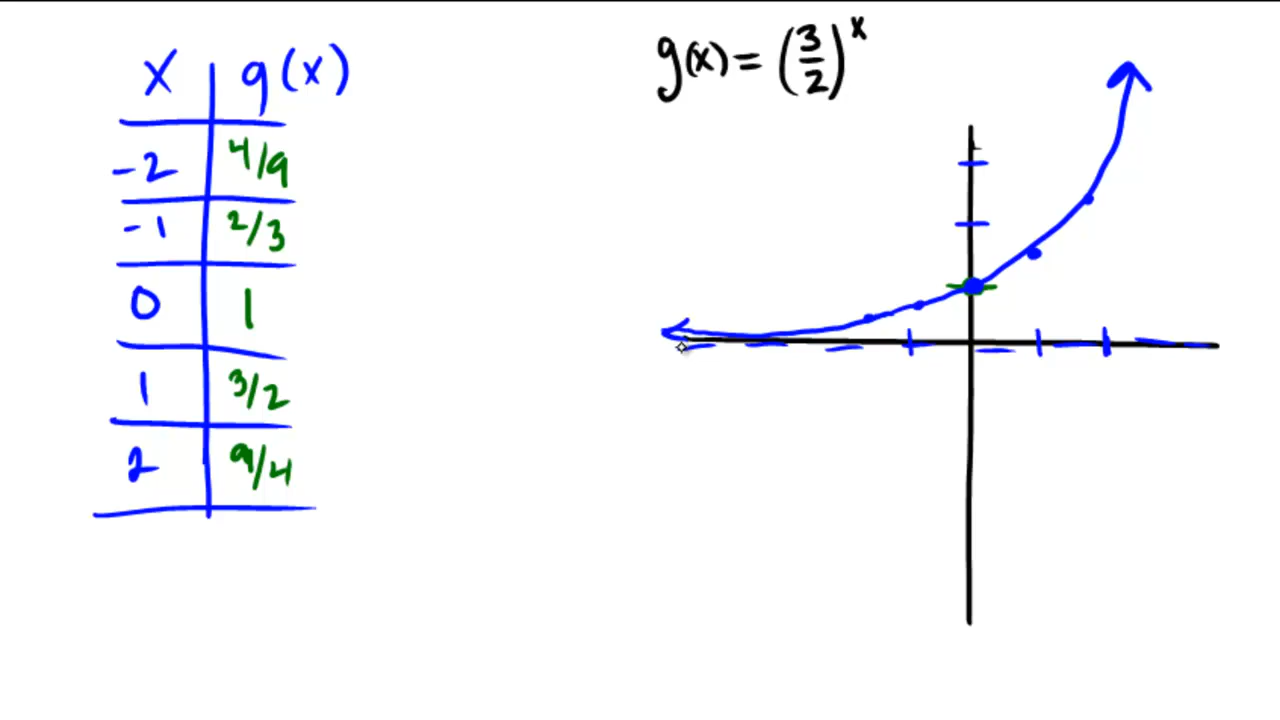 x g(x)
-2 4/9
-1 2/3
0 1
1 3/2
2 9/4
g(x) = (3/2)^x